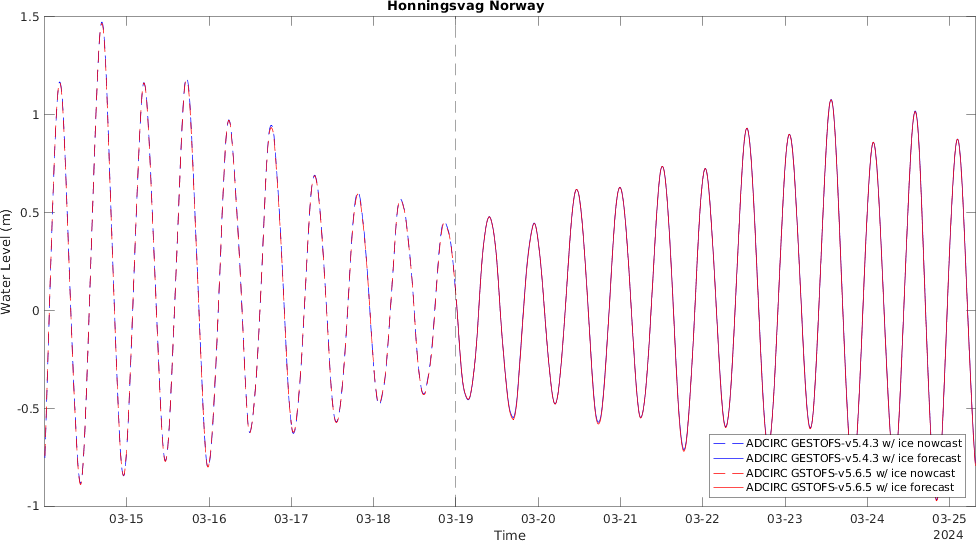 Honningsvag Norway
Water Level (m)
1.5
1
0.5
0
-0.5
-1
03-15
03-16
03-17
03-18
03-19
03-20
03-21
03-22
03-23
03-24
03-25
2024
Time
ADCIRC GESTOFS-v5.4.3 w/ ice nowcast
ADCIRC GESTOFS-v5.4.3 w/ ice forecast
ADCIRC GSTOFS-v5.6.5 w/ ice nowcast
ADCIRC GSTOFS-v5.6.5 w/ ice forecast